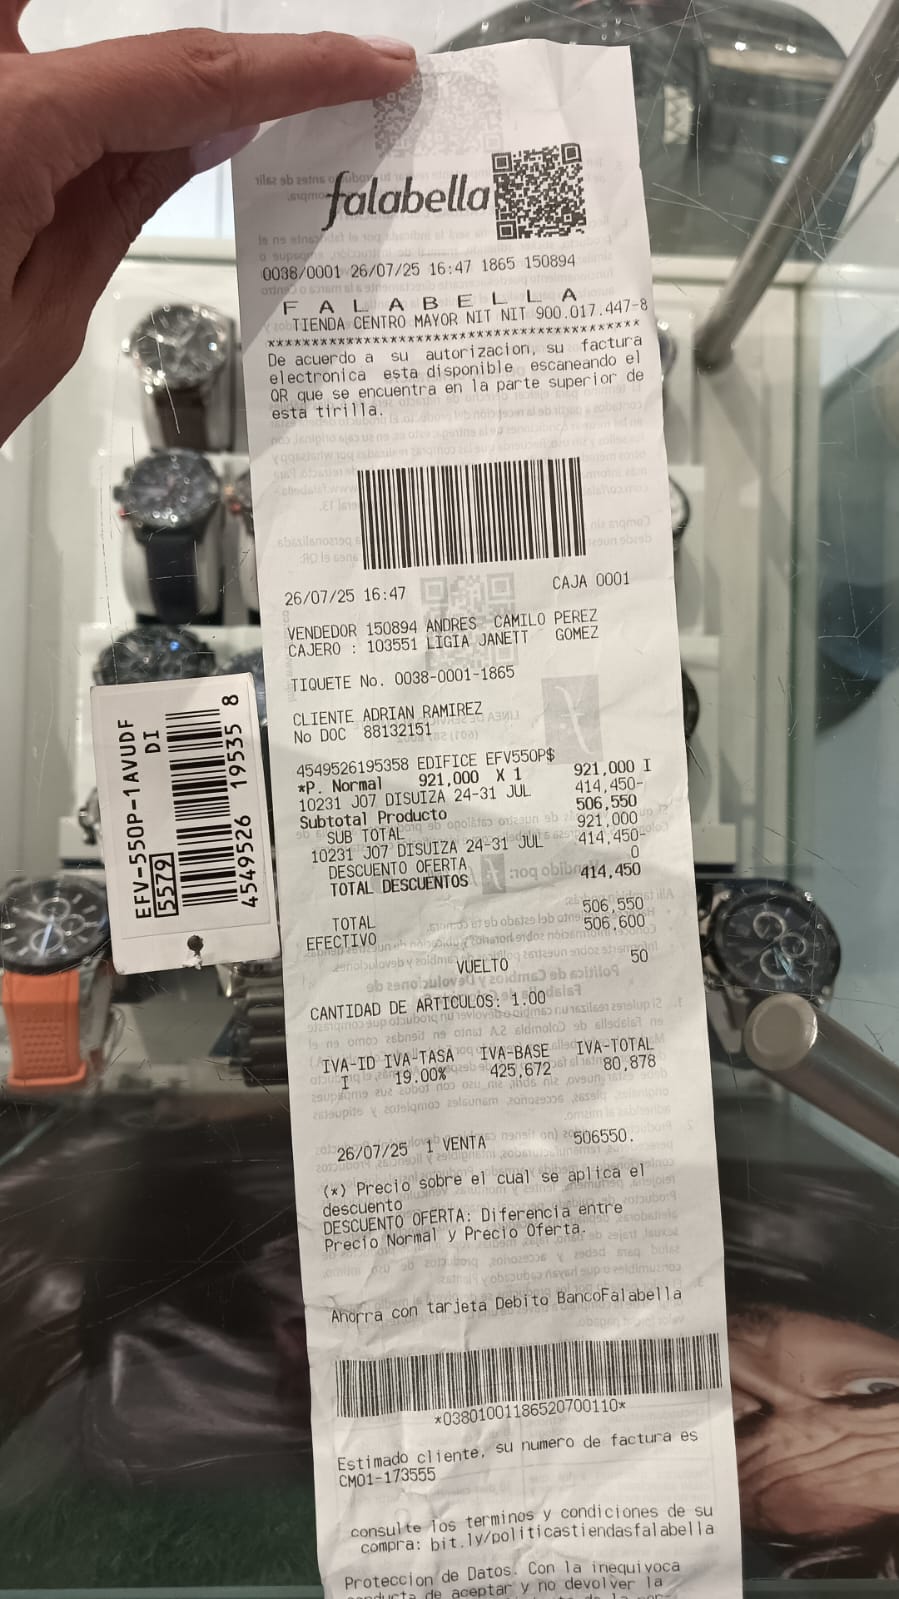 falabella
0038/0001 26/07/25 16:47 1865 150894
F A L A B E L L A
TIENDA CENTRO MAYOR NIT NIT 900.017.447-8
*****************************************
De acuerdo a su autorizacion, su factura
electronica esta disponible escaneando el
QR que se encuentra en la parte superior de
esta tirilla.
26/07/25 16:47 CAJA 0001
VENDEDOR 150894 ANDRES CAMILO PEREZ
CAJERO : 103551 LIGIA JANETT GOMEZ
TIQUETE No. 0038-0001-1865
CLIENTE ADRIAN RAMIREZ
No DOC 88132151
4549526195358 EDIFICE EFV550P$
*P. Normal 921,000 X 1 921,000 I
10231 J07 DISUIZA 24-31 JUL 414,450-
Subtotal Producto 506,550
SUB TOTAL 921,000
10231 J07 DISUIZA 24-31 JUL 414,450-
DESCUENTO OFERTA 0
TOTAL DESCUENTOS 414,450
TOTAL 506,550
EFECTIVO 506,600
VUELTO 50
CANTIDAD DE ARTICULOS: 1.00
IVA-ID IVA-TASA IVA-BASE IVA-TOTAL
I 19.00% 425,672 80,878
26/07/25 1 VENTA 506550.
(*) Precio sobre el cual se aplica el
descuento
DESCUENTO OFERTA: Diferencia entre
Precio Normal y Precio Oferta.
Ahorra con tarjeta Debito BancoFalabella
*03801001186520700110*
Estimado cliente, su numero de factura es
CM01-173555
consulte los terminos y condiciones de su
compra: bit.ly/politicastiendasfalabella
Proteccion de Datos. Con la inequivoca
conducta de aceptar y no devolver la
EFV-550P-1AVUDF
DI
5579
4549526 19535 8